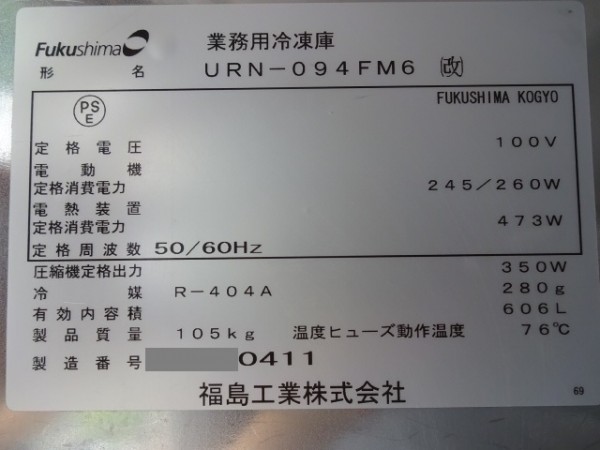 Fukushima
業務用冷凍庫
形名 URN-094FM6 改
PSE
FUKUSHIMA KOGYO
定格電圧 100V
電動機
定格消費電力 245/260W
電熱装置
定格消費電力 473W
定格周波数 50/60Hz
圧縮機定格出力 350W
冷媒 R-404A 280g
有効内容積 606L
製品質量 105kg 温度ヒューズ動作温度 76℃
製造番号 0411
福島工業株式会社
69